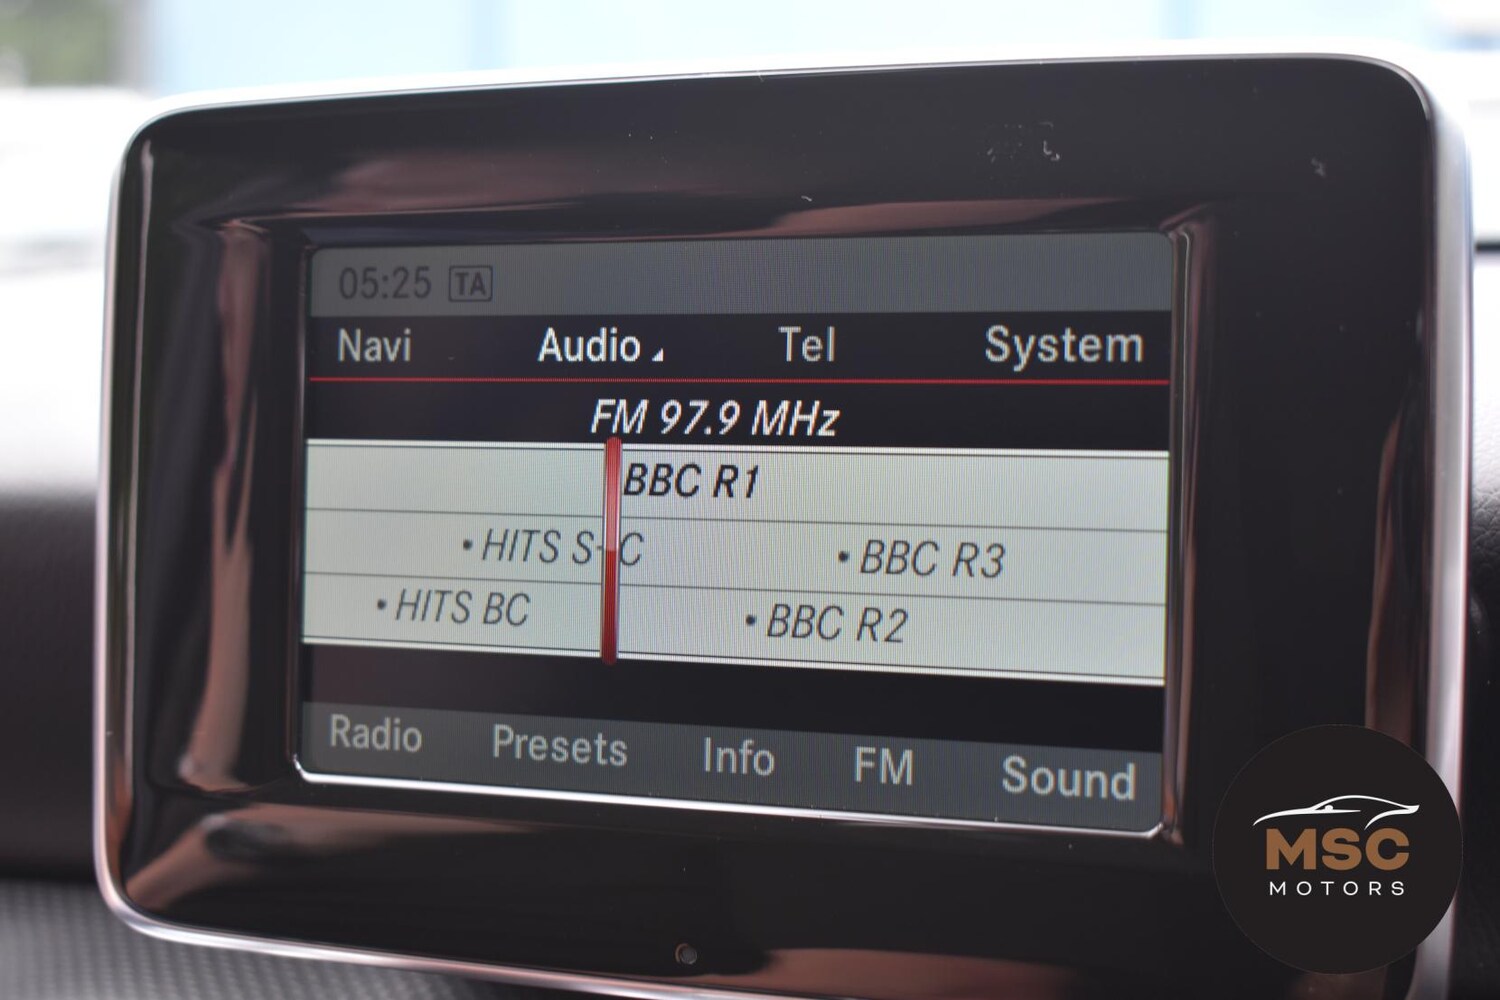 05:25 TA
Navi Audio Tel System
FM 97.9 MHz
BBC R1
• HITS S-C • BBC R3
• HITS BC • BBC R2
Radio Presets Info FM Sound
MSC
MOTORS